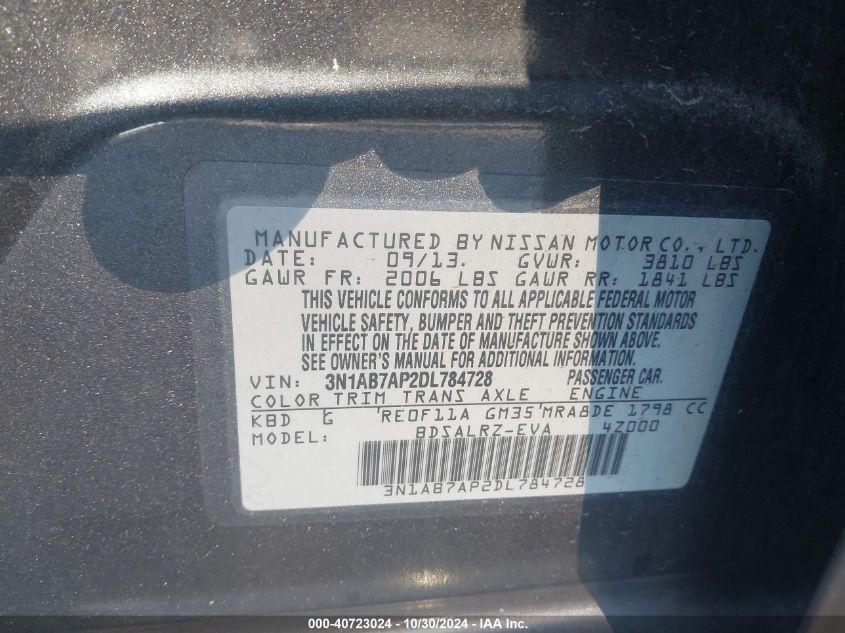 MANUFACTURED BY NISSAN MOTOR CO., LTD.
DATE: 09/13. GVWR: 3810 LBS
GAWR FR: 2006 LBS GAWR RR: 1841 LBS
THIS VEHICLE CONFORMS TO ALL APPLICABLE FEDERAL MOTOR
VEHICLE SAFETY, BUMPER AND THEFT PREVENTION STANDARDS
IN EFFECT ON THE DATE OF MANUFACTURE SHOWN ABOVE.
SEE OWNER'S MANUAL FOR ADDITIONAL INFORMATION.
VIN: 3N1AB7AP2DL784728 PASSENGER CAR.
COLOR TRIM TRANS AXLE ENGINE
KBD G RE0F11A GM35 MRA8DE 1798 CC
MODEL: BDSALRZ-EVA 4Z000
3N1AB7AP2DL784728
000-40723024 - 10/30/2024 - IAA Inc.